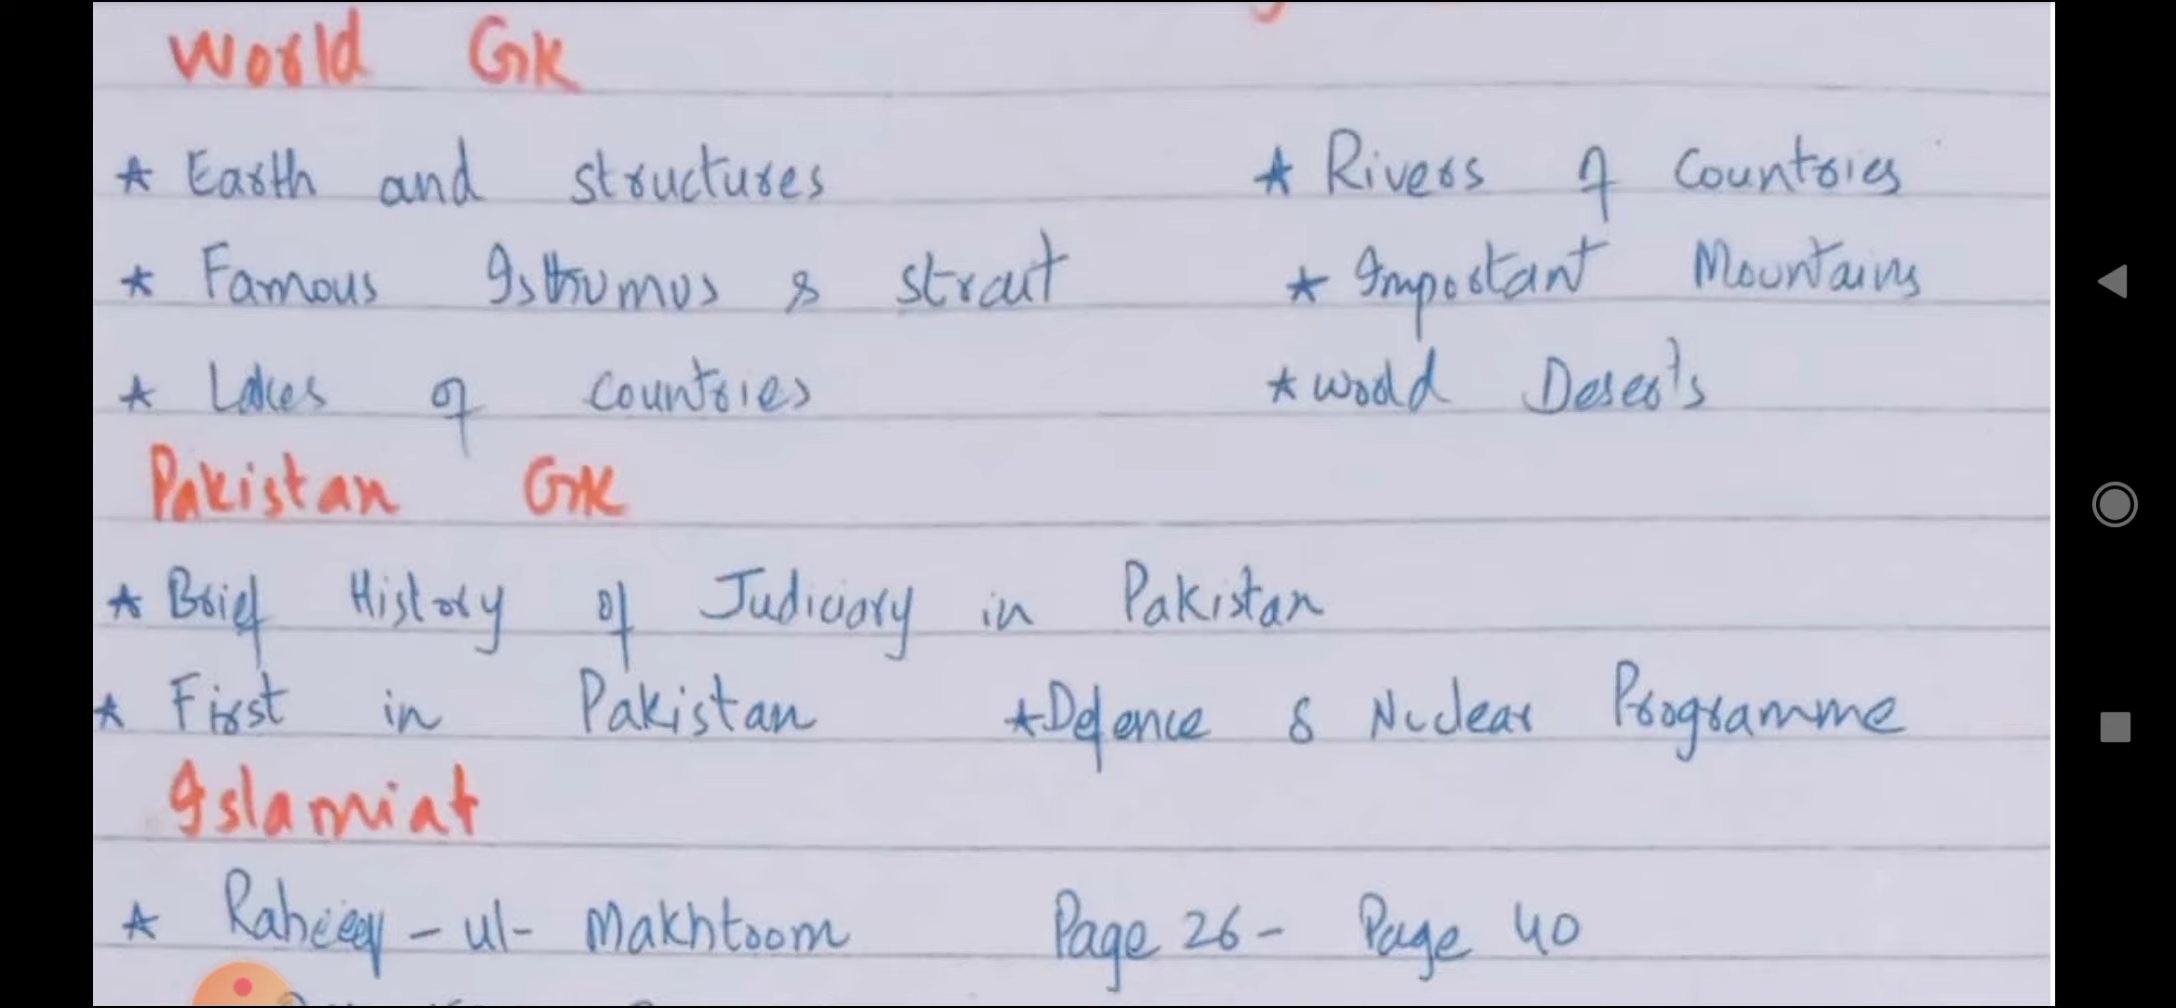 World GK
* Earth and structures * Rivers of Countries
* Famous Isthumus & strait * Important Mountains
* Lakes of countries * World Deserts
Pakistan GK
* Brief History of Judiciary in Pakistan
* First in Pakistan * Defence & Nuclear Programme
Islamiat
* Raheeq-ul-Makhtoom Page 26 - Page 40